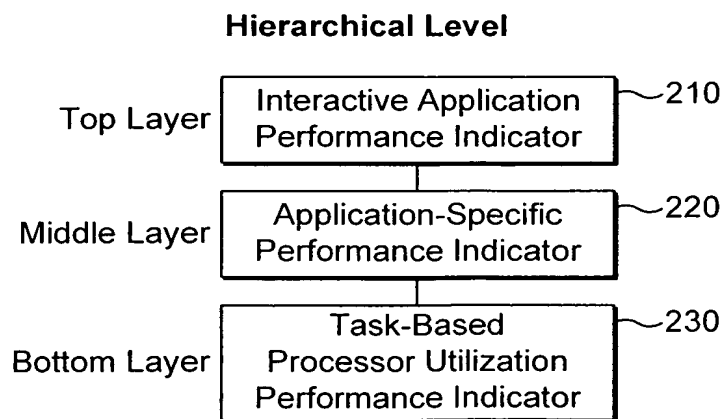 Hierarchical Level
Top Layer
Interactive Application
Performance Indicator
210
Middle Layer
Application-Specific
Performance Indicator
220
Bottom Layer
Task-Based
Processor Utilization
Performance Indicator
230